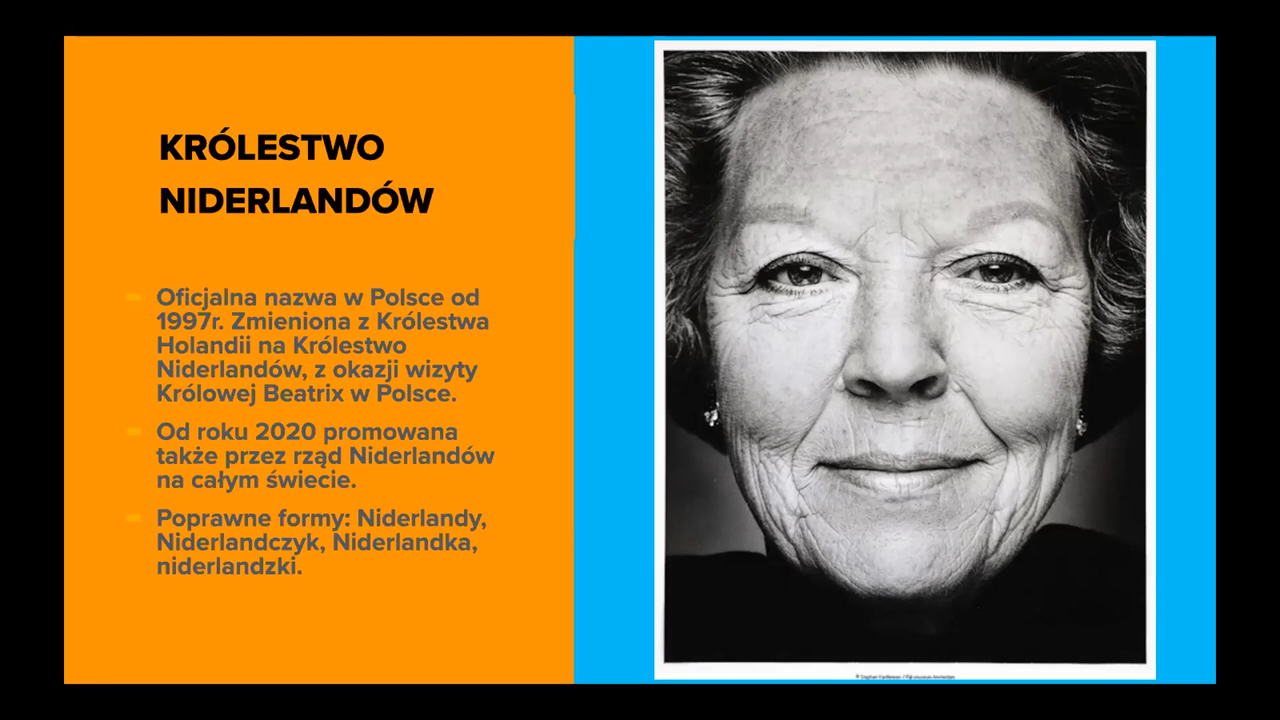 KRÓLESTWO
NIDERLANDÓW
Oficjalna nazwa w Polsce od
1997r. Zmieniona z Królestwa
Holandii na Królestwo
Niderlandów, z okazji wizyty
Królowej Beatrix w Polsce.
Od roku 2020 promowana
także przez rząd Niderlandów
na całym świecie.
Poprawne formy: Niderlandy,
Niderlandczyk, Niderlandka,
niderlandzki.